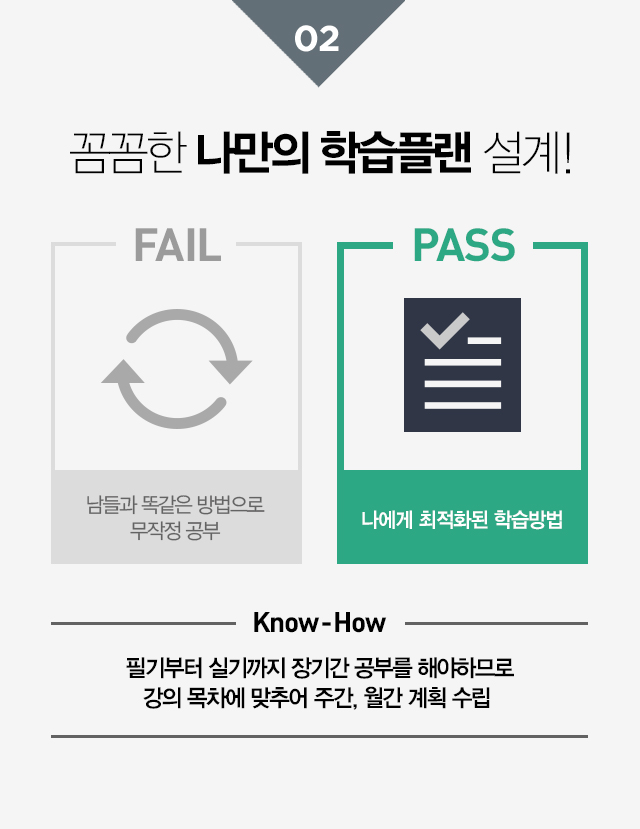 02
꼼꼼한 나만의 학습플랜 설계!
FAIL
남들과 똑같은 방법으로
무작정 공부
PASS
나에게 최적화된 학습방법
Know-How
필기부터 실기까지 장기간 공부를 해야하므로
강의 목차에 맞추어 주간, 월간 계획 수립